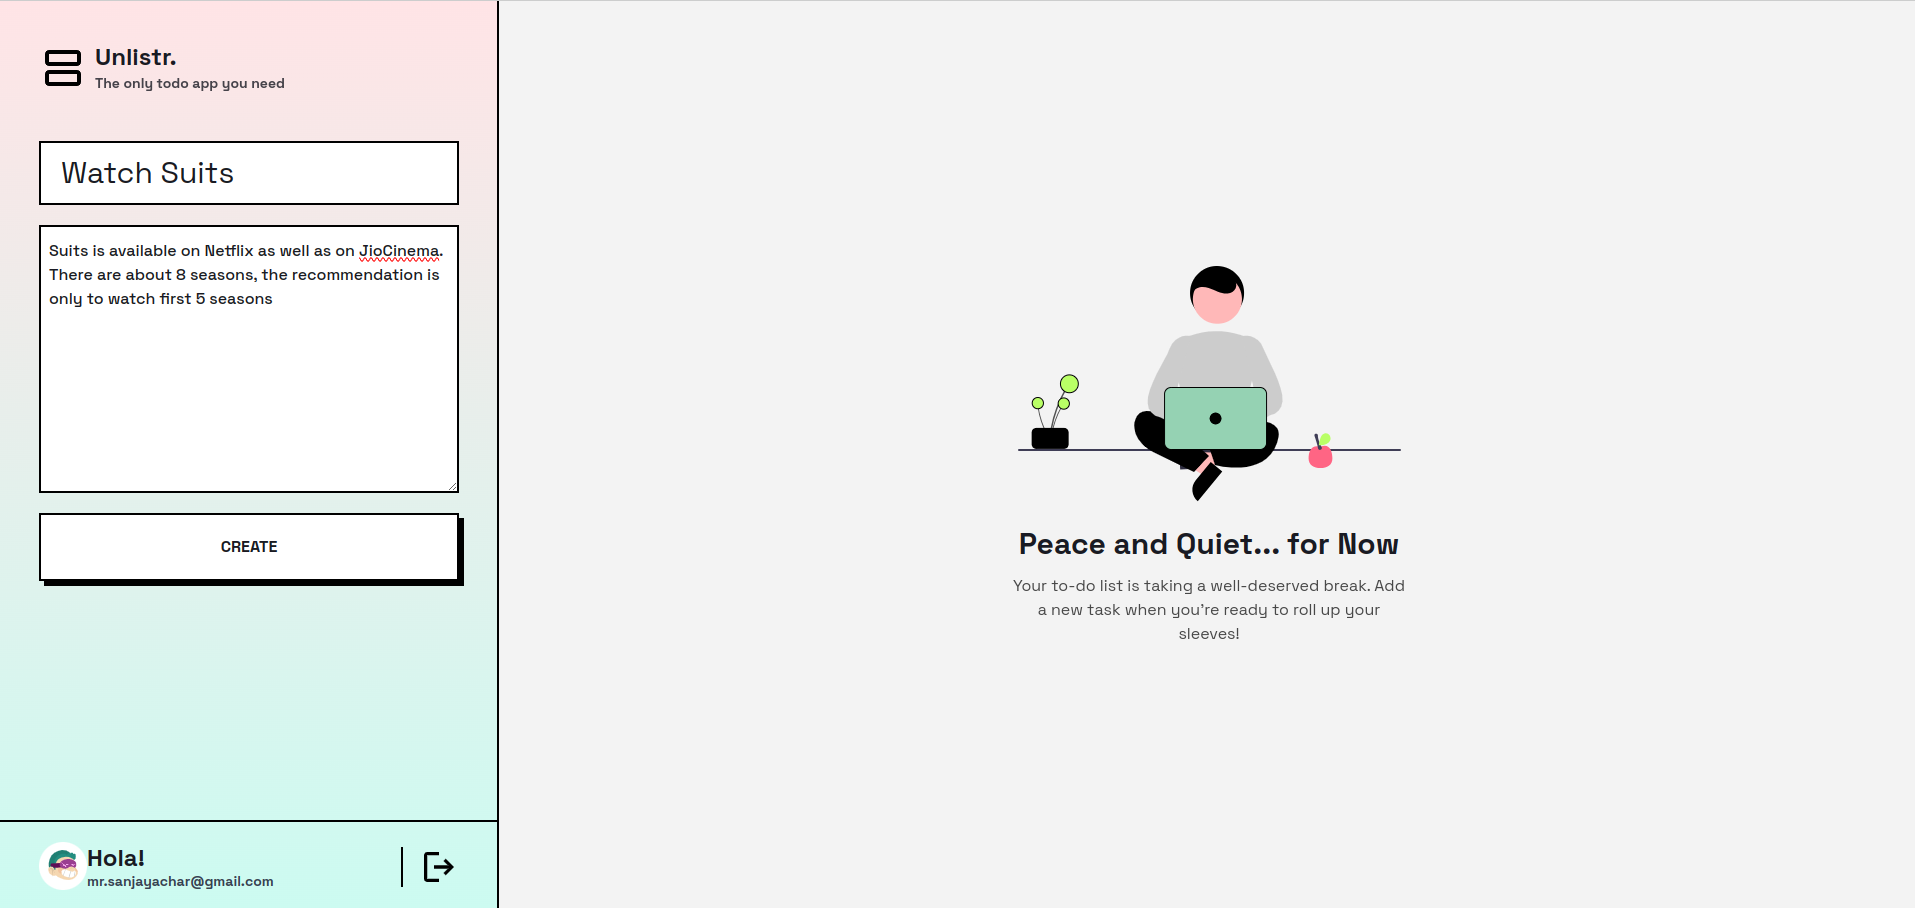 Unlistr.
The only todo app you need
Watch Suits
Suits is available on Netflix as well as on JioCinema.
There are about 8 seasons, the recommendation is
only to watch first 5 seasons
CREATE
Hola!
mr.sanjayachar@gmail.com
Peace and Quiet... for Now
Your to-do list is taking a well-deserved break. Add
a new task when you're ready to roll up your
sleeves!